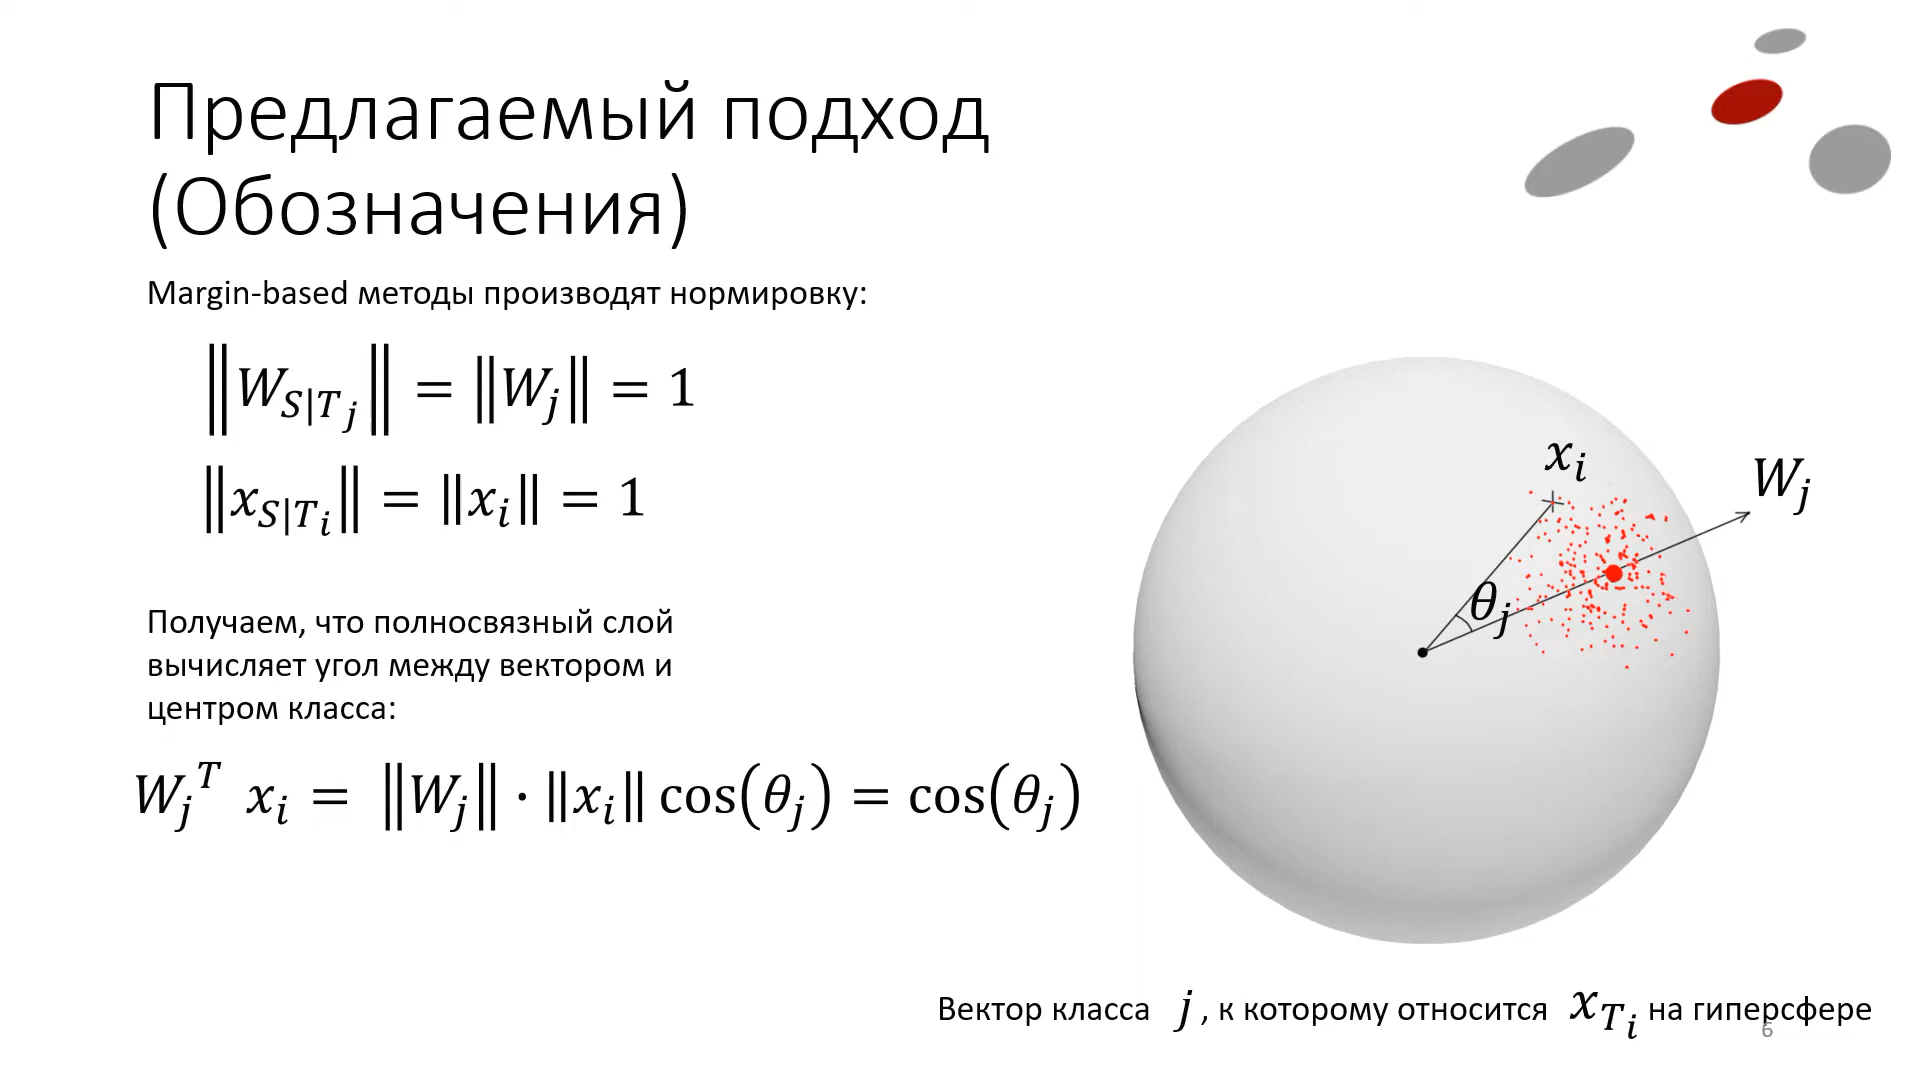 Предлагаемый подход
(Обозначения)
Margin-based методы производят нормировку:
‖W_{S|T_j}‖ = ‖W_j‖ = 1
‖x_{S|T_i}‖ = ‖x_i‖ = 1
Получаем, что полносвязный слой
вычисляет угол между вектором и
центром класса:
W_j^T x_i = ‖W_j‖ · ‖x_i‖ cos(θ_j) = cos(θ_j)
x_i
W_j
θ_j
Вектор класса j, к которому относится x_{T_i} на гиперсфере
6